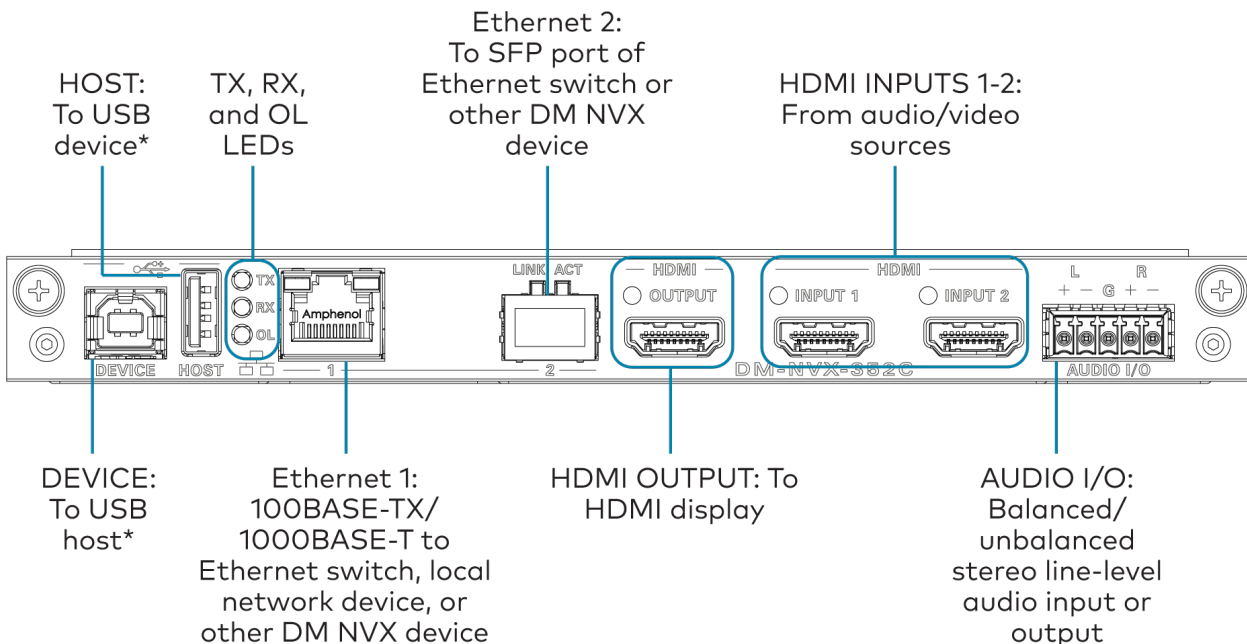 Ethernet 2:
To SFP port of
Ethernet switch or
other DM NVX
device
HOST:
To USB
device*
TX, RX,
and OL
LEDs
HDMI INPUTS 1-2:
From audio/video
sources
TX
RX
OL
Amphenol
LINK ACT
HDMI
OUTPUT
HDMI
INPUT 1
INPUT 2
L R
+ - G + -
DEVICE
HOST
1
2
DM-NVX-352C
AUDIO I/O
DEVICE:
To USB
host*
Ethernet 1:
100BASE-TX/
1000BASE-T to
Ethernet switch, local
network device, or
other DM NVX device
HDMI OUTPUT: To
HDMI display
AUDIO I/O:
Balanced/
unbalanced
stereo line-level
audio input or
output